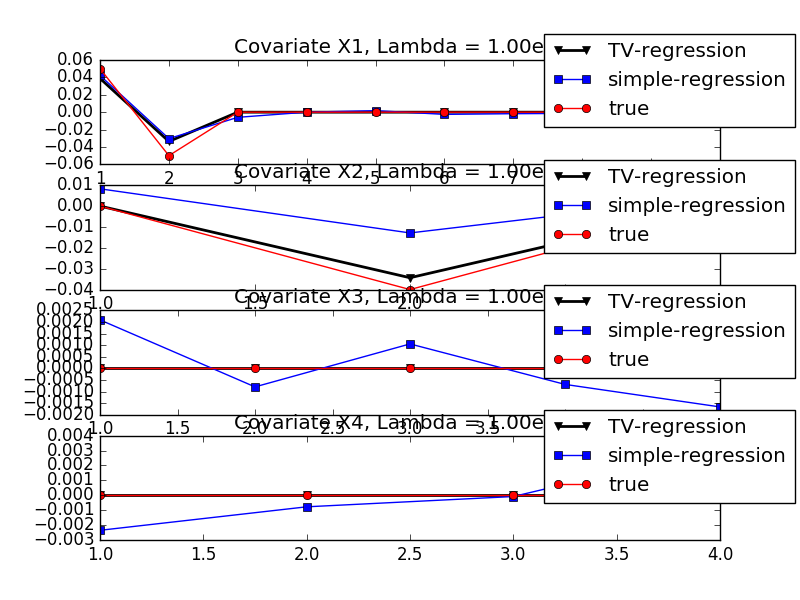 Covariate X1, Lambda = 1.00e
TV-regression
simple-regression
true
0.06
0.04
0.02
0.00
−0.02
−0.04
−0.06
1 2 3 4 5 6 7
Covariate X2, Lambda = 1.00e
TV-regression
simple-regression
true
0.01
0.00
−0.01
−0.02
−0.03
−0.04
1.0 1.5 2.0
Covariate X3, Lambda = 1.00e
TV-regression
simple-regression
true
0.0025
0.0020
0.0015
0.0010
0.0005
0.0000
−0.0005
−0.0010
−0.0015
−0.0020
1.0 1.5 2.0 2.5 3.0 3.5
Covariate X4, Lambda = 1.00e
TV-regression
simple-regression
true
0.004
0.003
0.002
0.001
0.000
−0.001
−0.002
−0.003
1.0 1.5 2.0 2.5 3.0 3.5 4.0